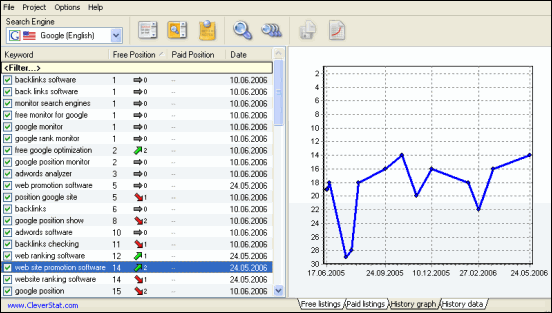 File Project Options Help
Search Engine
Google (English)
Keyword Free Position Paid Position Date
<Filter...>
backlinks software 1 0 -- 10.06.2006
back links software 1 0 -- 10.06.2006
monitor search engines 1 0 -- 10.06.2006
free monitor for google 1 0 -- 10.06.2006
google monitor 1 0 -- 10.06.2006
google rank monitor 1 0 -- 10.06.2006
free google optimization 2 2 -- 10.06.2006
google position monitor 2 0 -- 10.06.2006
adwords analyzer 3 0 -- 10.06.2006
web promotion software 5 0 -- 24.05.2006
position google site 5 1 -- 10.06.2006
backlinks 6 0 -- 10.06.2006
google position show 8 2 -- 10.06.2006
adwords software 10 0 -- 24.05.2006
backlinks checking 11 1 -- 10.06.2006
web ranking software 12 1 -- 24.05.2006
web site promotion software 14 2 -- 24.05.2006
website ranking software 14 1 -- 24.05.2006
google position 15 2 -- 10.06.2006
2
4
6
8
10
12
14
16
18
20
22
24
26
28
30
17.06.2005 24.09.2005 10.12.2005 27.02.2006 24.05.2006
www.CleverStat.com
Free listings Paid listings History graph History data